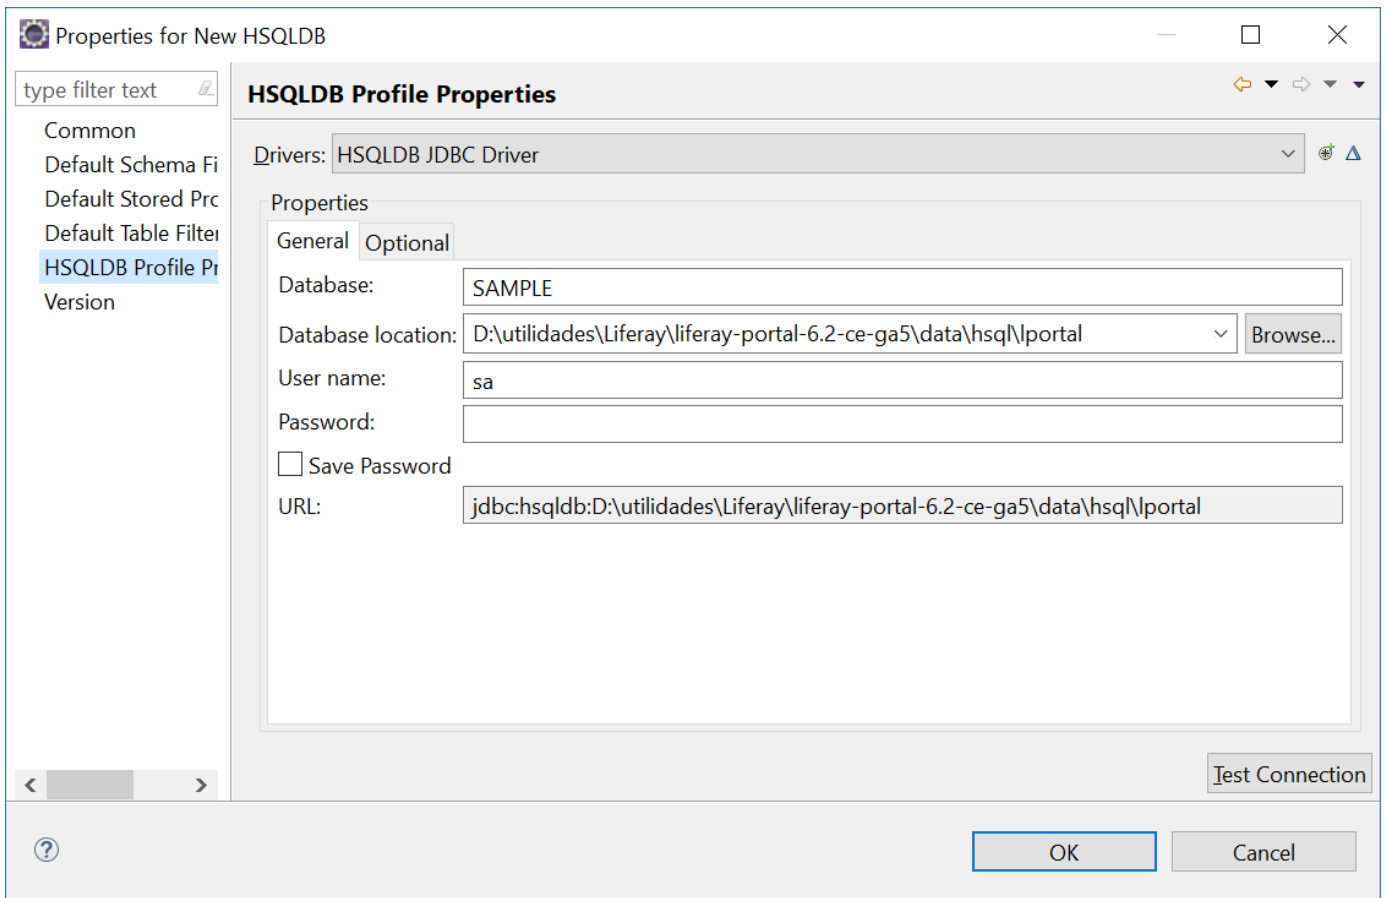 Properties for New HSQLDB
type filter text
Common
Default Schema Fi
Default Stored Prc
Default Table Filter
HSQLDB Profile Pr
Version
HSQLDB Profile Properties
Drivers: HSQLDB JDBC Driver
Properties
General Optional
Database: SAMPLE
Database location: D:\utilidades\Liferay\liferay-portal-6.2-ce-ga5\data\hsql\lportal Browse...
User name: sa
Password:
Save Password
URL: jdbc:hsqldb:D:\utilidades\Liferay\liferay-portal-6.2-ce-ga5\data\hsql\lportal
Test Connection
OK Cancel